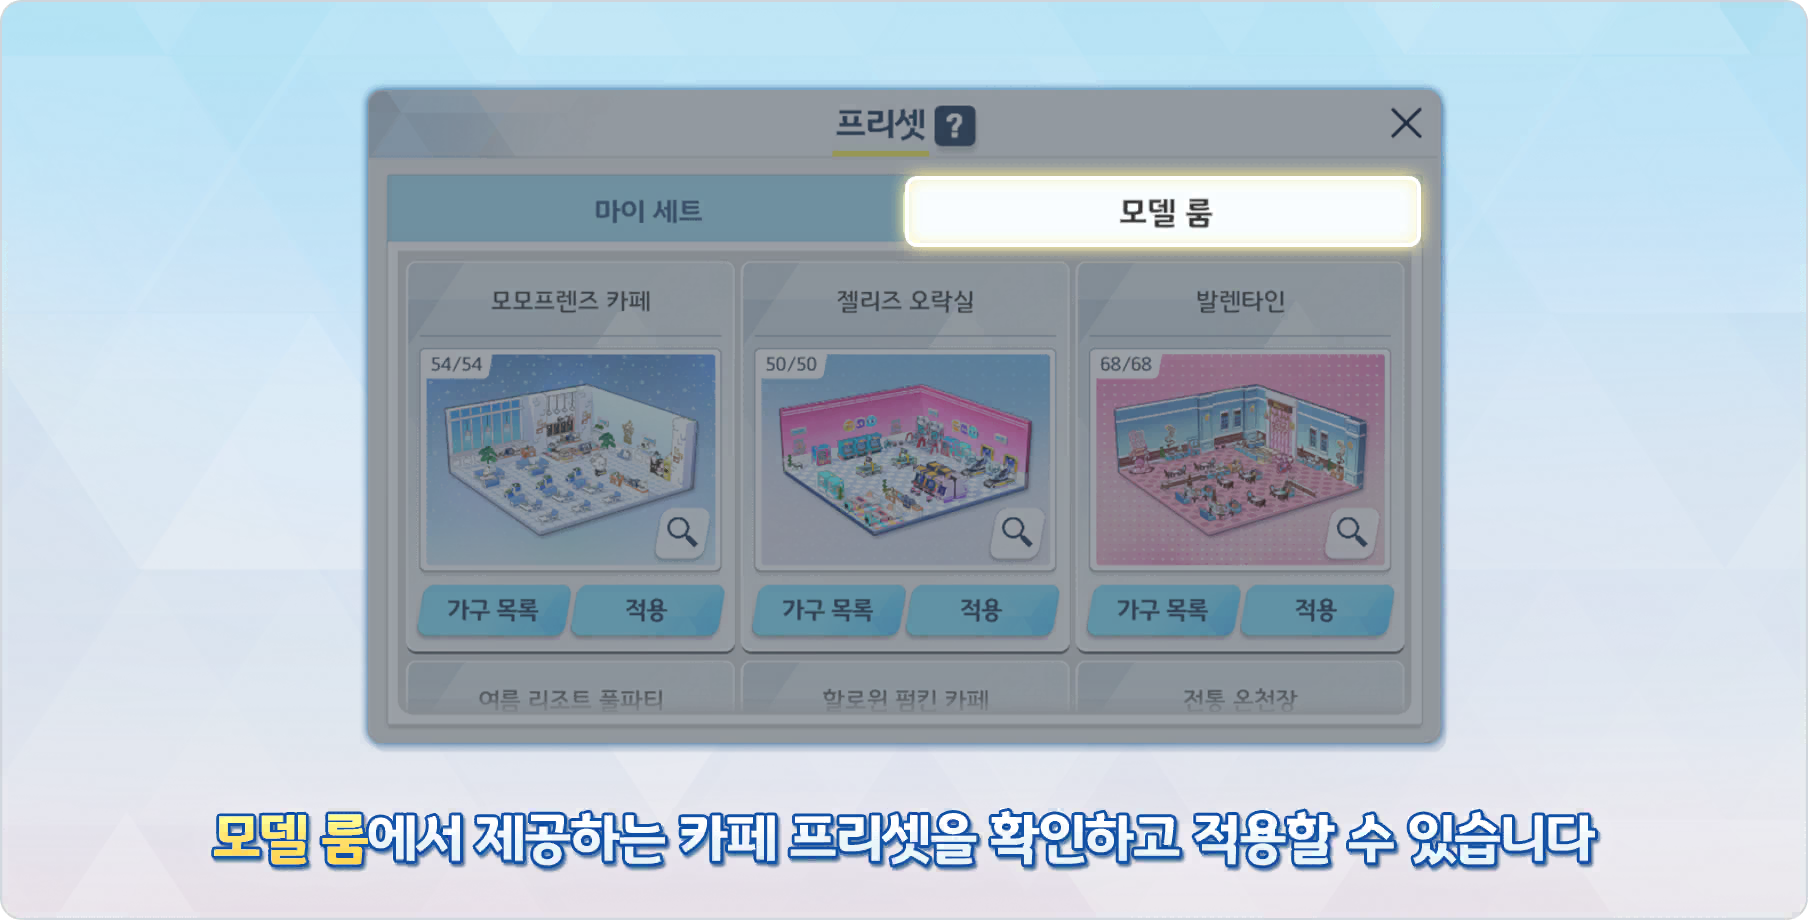 프리셋 ?
마이 세트
모델 룸
모모프렌즈 카페
젤리즈 오락실
발렌타인
54/54
50/50
68/68
가구 목록
적용
가구 목록
적용
가구 목록
적용
여름 리조트 풀파티
할로윈 펌킨 카페
전통 온천장
모델 룸에서 제공하는 카페 프리셋을 확인하고 적용할 수 있습니다